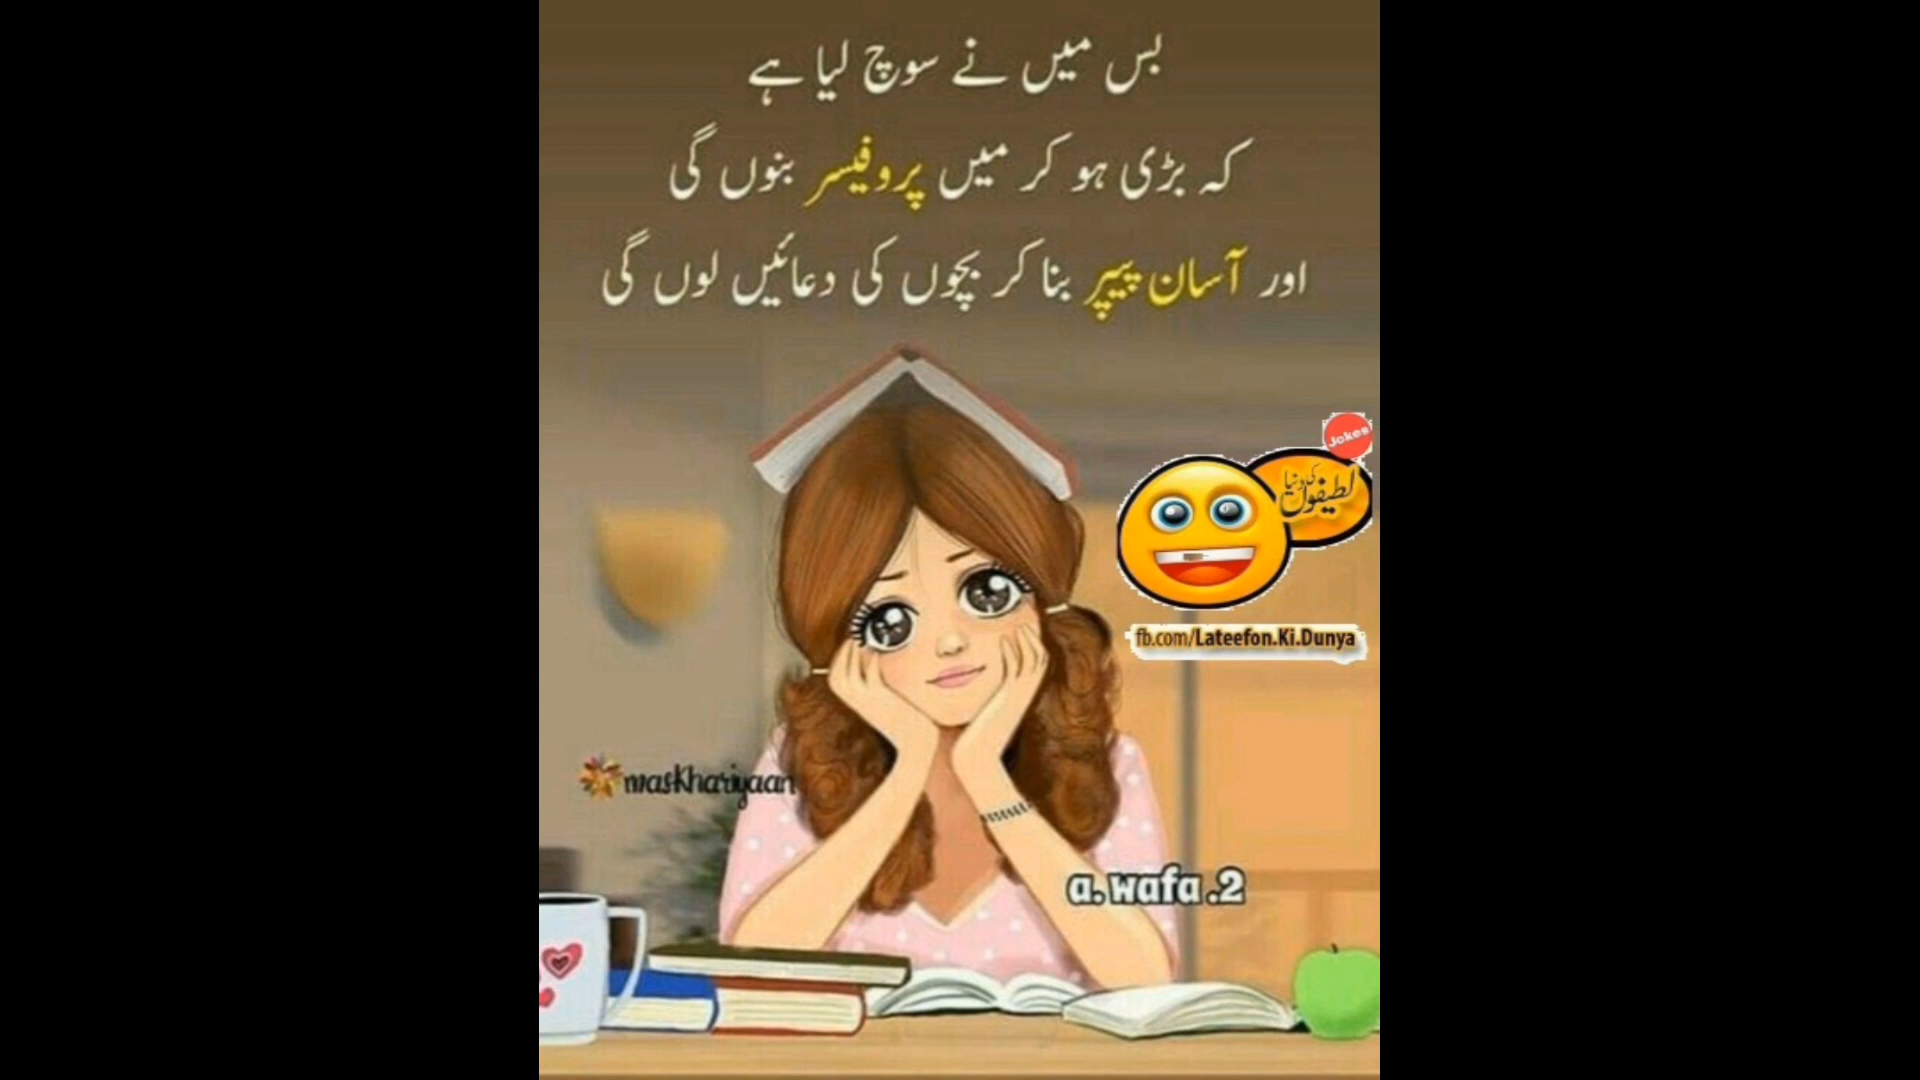 بس میں نے سوچ لیا ہے
کہ بڑی ہو کر میں پروفیسر بنوں گی
اور آسان پیپر بنا کر بچوں کی دعائیں لوں گی
Jokes
لطیفوں کی دنیا
fb.com/Lateefon.Ki.Dunya
maskhariyaan
a.wafa.2